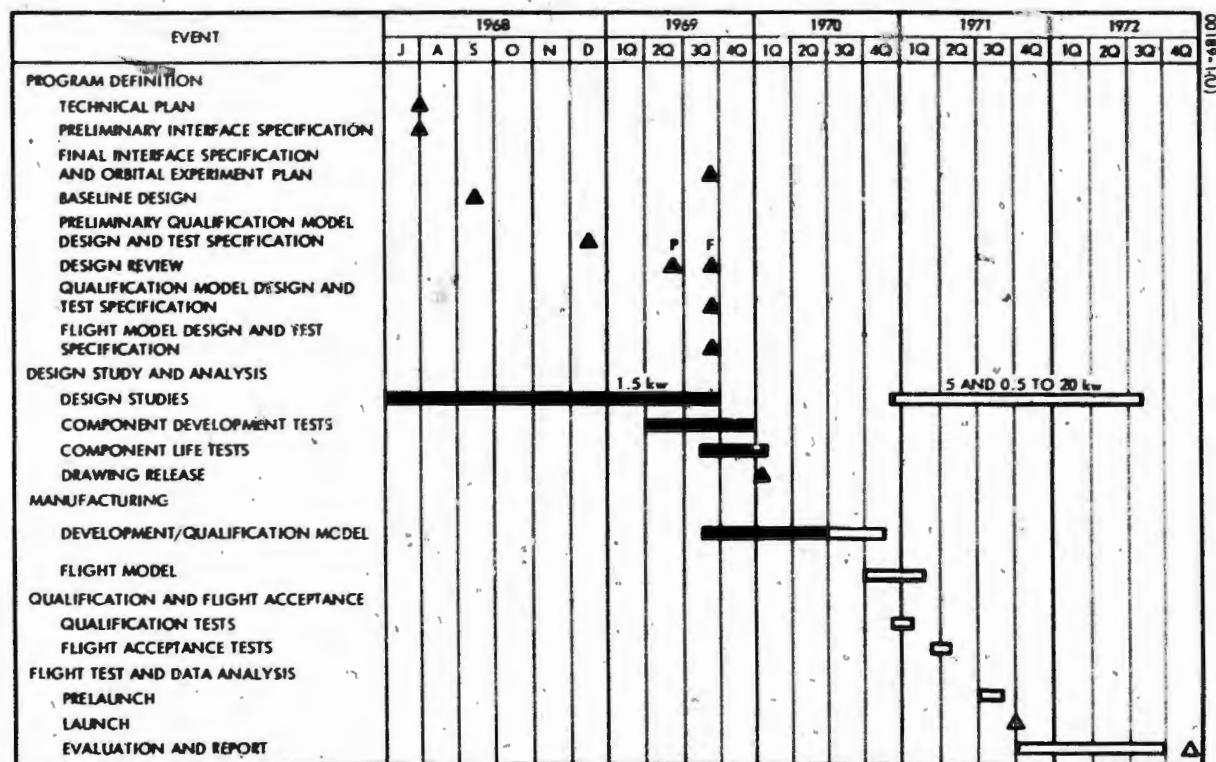 EVENT
1968 1969 1970 1971 1972
J A S O N D 1Q 2Q 3Q 4Q 1Q 2Q 3Q 4Q 1Q 2Q 3Q 4Q 1Q 2Q 3Q 4Q
PROGRAM DEFINITION
TECHNICAL PLAN
PRELIMINARY INTERFACE SPECIFICATION
FINAL INTERFACE SPECIFICATION
AND ORBITAL EXPERIMENT PLAN
BASELINE DESIGN
PRELIMINARY QUALIFICATION MODEL
DESIGN AND TEST SPECIFICATION
P F
DESIGN REVIEW
QUALIFICATION MODEL DESIGN AND
TEST SPECIFICATION
FLIGHT MODEL DESIGN AND TEST
SPECIFICATION
DESIGN STUDY AND ANALYSIS
1.5 kw 5 AND 0.5 TO 20 kw
DESIGN STUDIES
COMPONENT DEVELOPMENT TESTS
COMPONENT LIFE TESTS
DRAWING RELEASE
MANUFACTURING
DEVELOPMENT/QUALIFICATION MODEL
FLIGHT MODEL
QUALIFICATION AND FLIGHT ACCEPTANCE
QUALIFICATION TESTS
FLIGHT ACCEPTANCE TESTS
FLIGHT TEST AND DATA ANALYSIS
PRELAUNCH
LAUNCH
EVALUATION AND REPORT